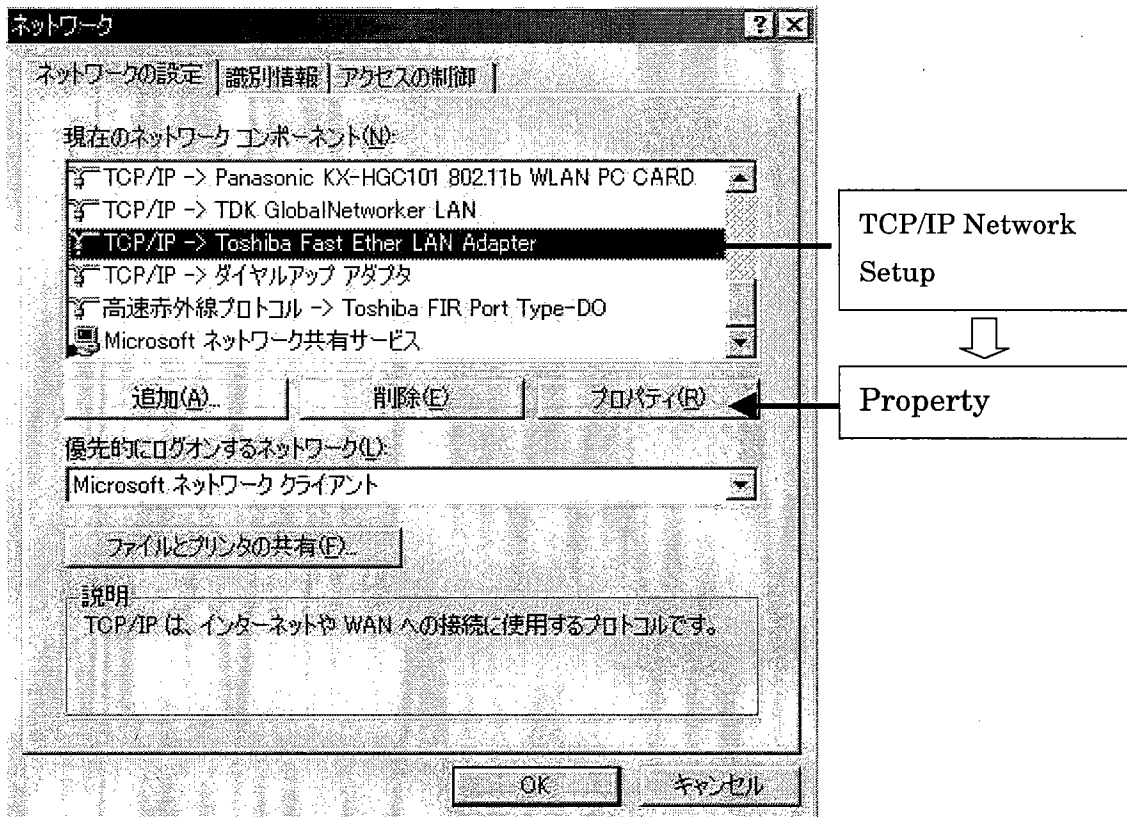 ネットワーク
ネットワークの設定 識別情報 アクセスの制御
現在のネットワーク コンポーネント(N):
TCP/IP -> Panasonic KX-HGC101 802.11b WLAN PC CARD
TCP/IP -> TDK GlobalNetworker LAN
TCP/IP -> Toshiba Fast Ether LAN Adapter
TCP/IP -> ダイヤルアップ アダプタ
高速赤外線プロトコル -> Toshiba FIR Port Type-DO
Microsoft ネットワーク共有サービス
追加(A)... 削除(E) プロパティ(R)
優先的にログオンするネットワーク(L):
Microsoft ネットワーク クライアント
ファイルとプリンタの共有(F)...
説明
TCP/IP は、インターネットや WAN への接続に使用するプロトコルです。
OK キャンセル
TCP/IP Network
Setup
Property